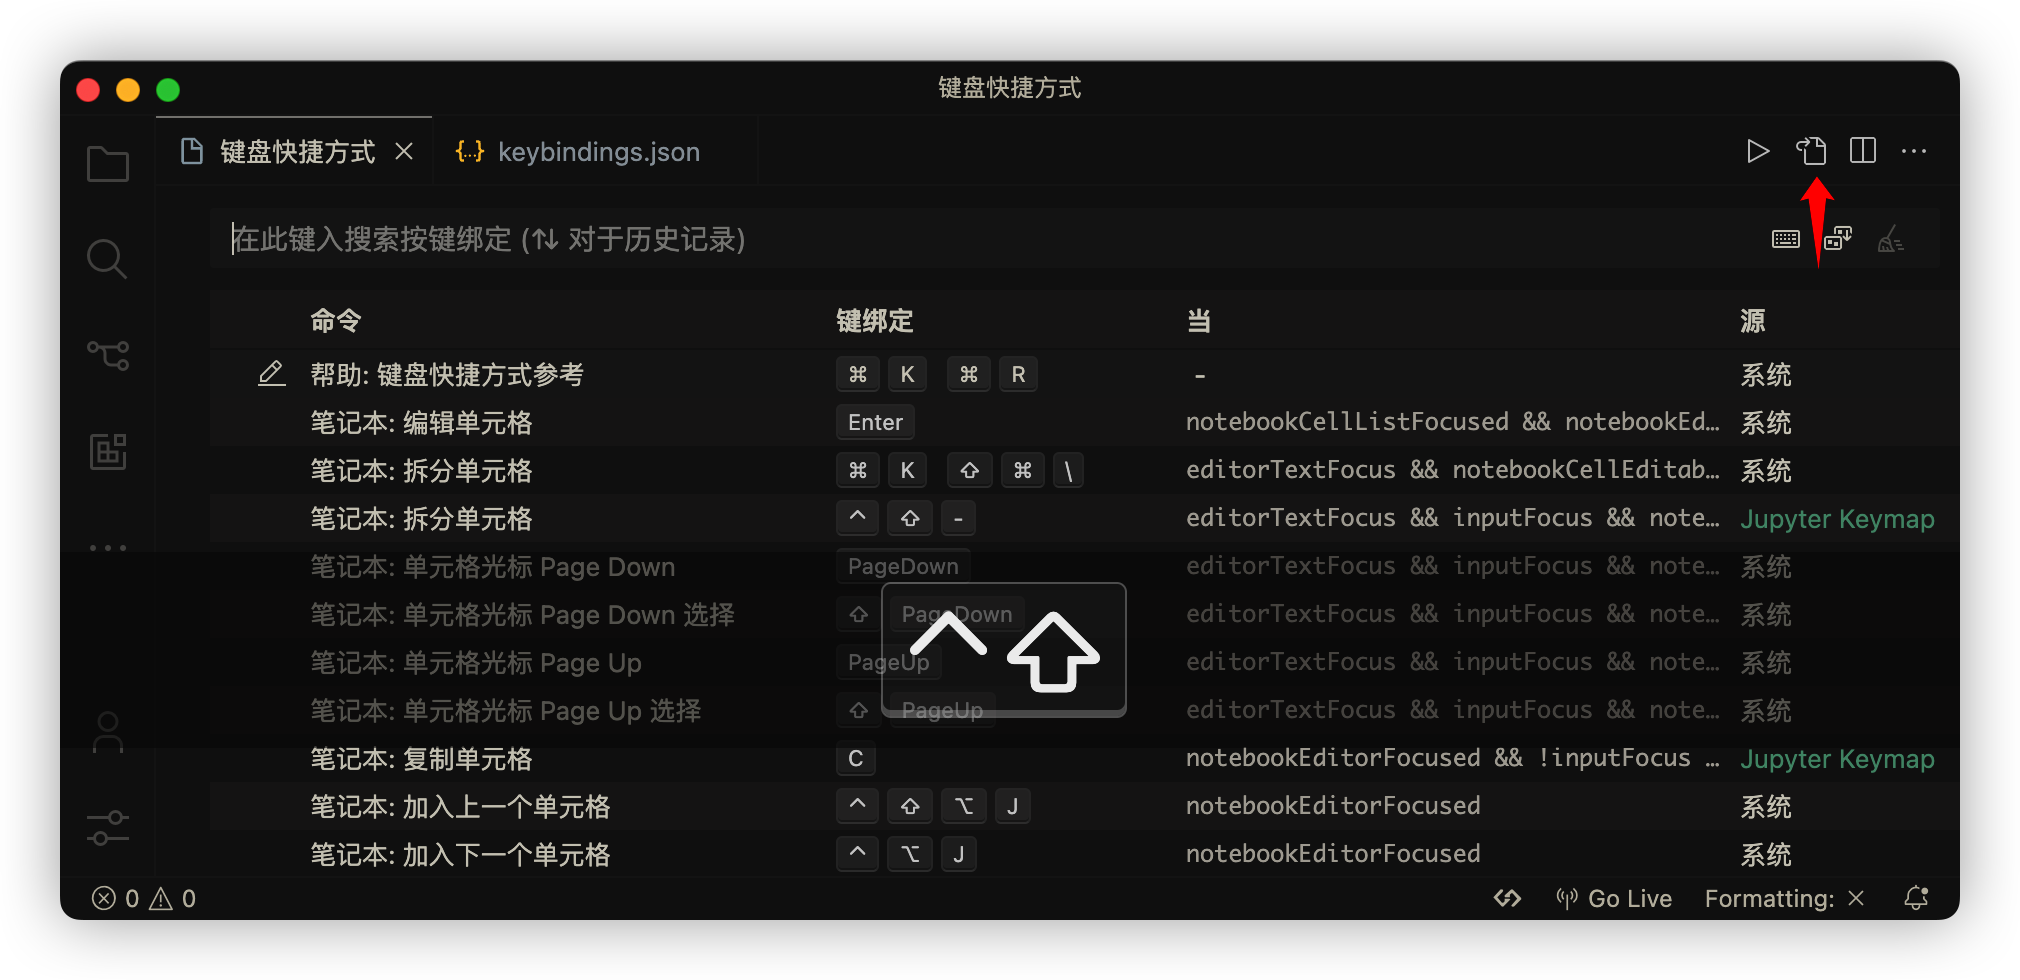 键盘快捷方式
键盘快捷方式 keybindings.json
在此键入搜索按键绑定 (↑↓ 对于历史记录)
命令 键绑定 当 源
帮助: 键盘快捷方式参考 ⌘ K ⌘ R - 系统
笔记本: 编辑单元格 Enter notebookCellListFocused && notebookEd… 系统
笔记本: 拆分单元格 ⌘ K ⇧ ⌘ \ editorTextFocus && notebookCellEditab… 系统
笔记本: 拆分单元格 ^ ⇧ - editorTextFocus && inputFocus && note… Jupyter Keymap
笔记本: 单元格光标 Page Down PageDown editorTextFocus && inputFocus && note… 系统
笔记本: 单元格光标 Page Down 选择 ⇧ PageDown editorTextFocus && inputFocus && note… 系统
笔记本: 单元格光标 Page Up PageUp editorTextFocus && inputFocus && note… 系统
笔记本: 单元格光标 Page Up 选择 ⇧ PageUp editorTextFocus && inputFocus && note… 系统
^ ⇧
笔记本: 复制单元格 C notebookEditorFocused && !inputFocus … Jupyter Keymap
笔记本: 加入上一个单元格 ^ ⇧ ⌥ J notebookEditorFocused 系统
笔记本: 加入下一个单元格 ^ ⌥ J notebookEditorFocused 系统
0 0 Go Live Formatting: ×